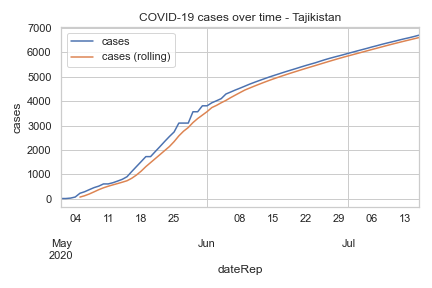 COVID-19 cases over time - Tajikistan
cases
cases (rolling)
7000
6000
5000
4000
3000
2000
1000
0
cases
04 11 18 25 08 15 22 29 06 13
May Jun Jul
2020
dateRep